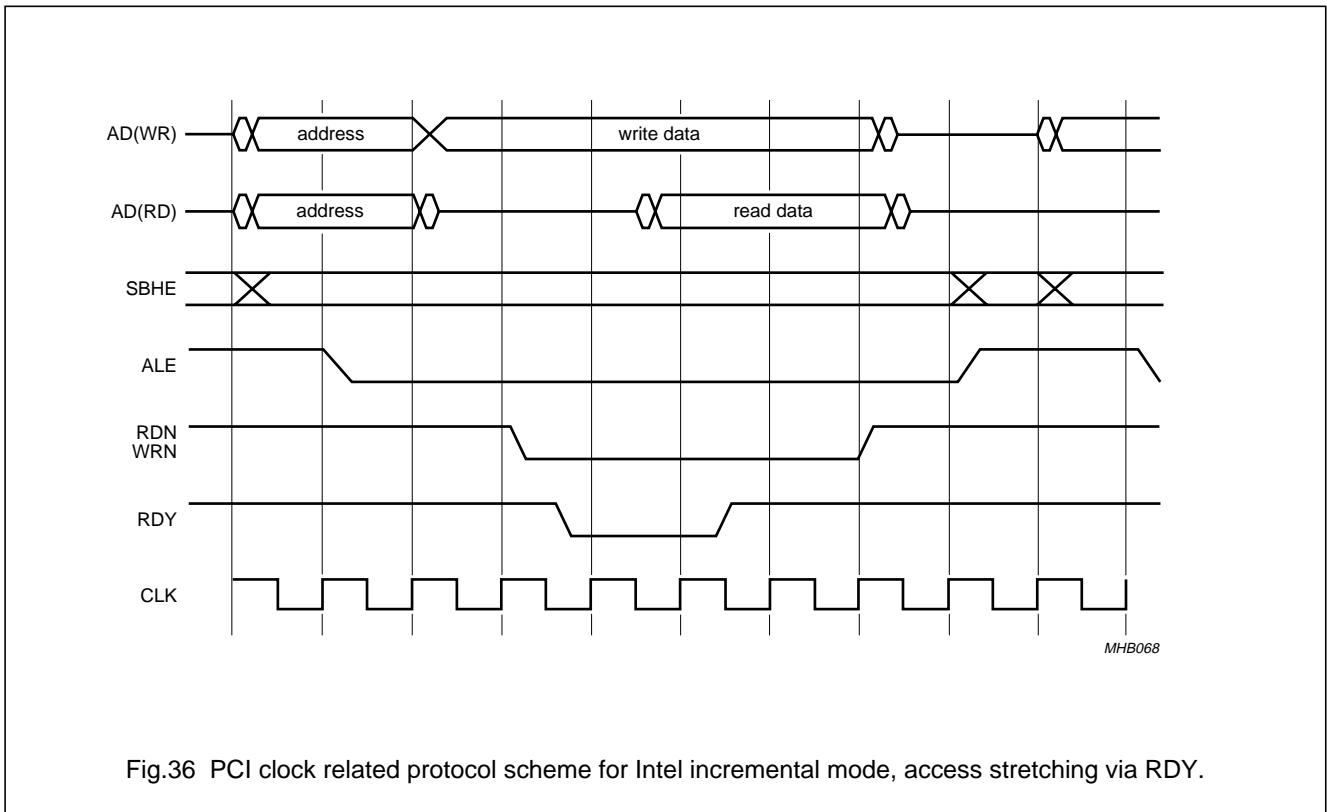 AD(WR)
address
write data
AD(RD)
address
read data
SBHE
ALE
RDN
WRN
RDY
CLK
MHB068
Fig.36 PCI clock related protocol scheme for Intel incremental mode, access stretching via RDY.